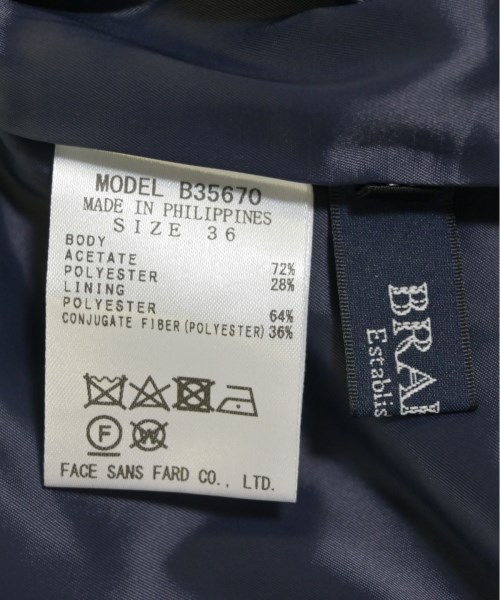 MODEL B35670
MADE IN PHILIPPINES
SIZE 36
BODY
ACETATE 72%
POLYESTER 28%
LINING
POLYESTER 64%
CONJUGATE FIBER(POLYESTER) 36%
F W
FACE SANS FARD CO., LTD.
BRA
Establis